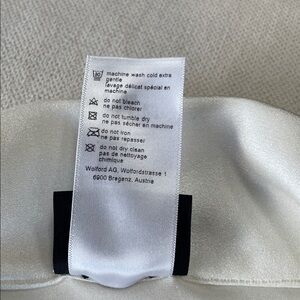 machine wash cold extra
gentle
lavage délicat spécial en
machine
do not bleach
ne pas chlorer
do not tumble dry
ne pas sécher en machine
do not iron
ne pas repasser
do not dry clean
pas de nettoyage
chimique
Wolford AG, Wolfordstrasse 1
6900 Bregenz, Austria